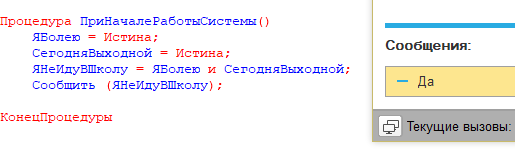 Процедура ПриНачалеРаботыСистемы()
ЯБолею = Истина;
СегодняВыходной = Истина;
ЯНеИдуВШколу = ЯБолею и СегодняВыходной;
Сообщить (ЯНеИдуВШколу);
КонецПроцедуры
Сообщения:
— Да
Текущие вызовы: